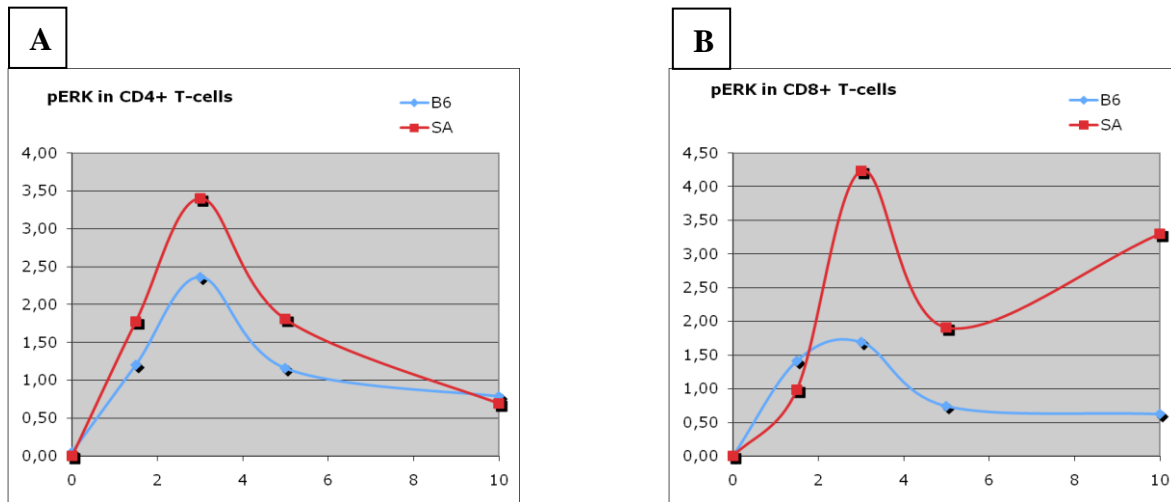 A
pERK in CD4+ T-cells
B6
SA
4,00
3,50
3,00
2,50
2,00
1,50
1,00
0,50
0,00
0 2 4 6 8 10
B
pERK in CD8+ T-cells
B6
SA
4,50
4,00
3,50
3,00
2,50
2,00
1,50
1,00
0,50
0,00
0 2 4 6 8 10